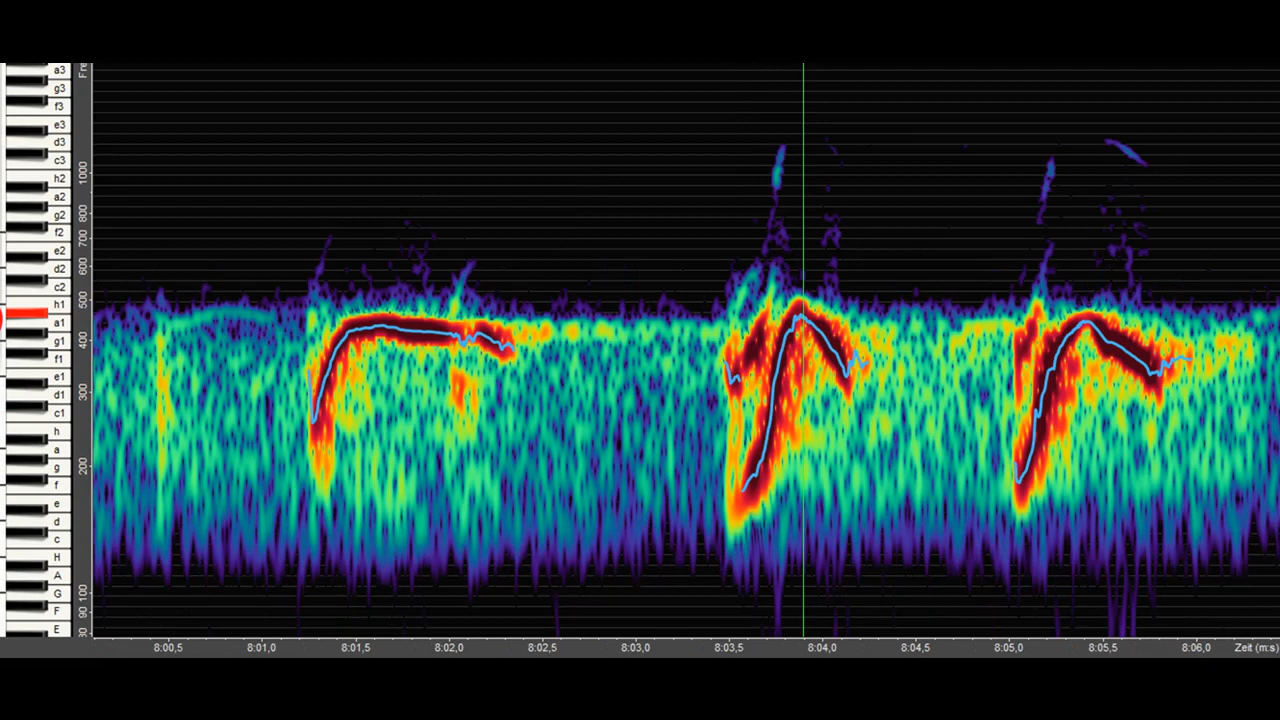 a3
g3
f3
e3
d3
c3
h2
a2
g2
f2
e2
d2
c2
h1
a1
g1
f1
e1
d1
c1
h
a
g
f
e
d
c
H
A
G
F
E
Fre
1000
800
700
600
500
400
300
200
100
90
80
8:00,5 8:01,0 8:01,5 8:02,0 8:02,5 8:03,0 8:03,5 8:04,0 8:04,5 8:05,0 8:05,5 8:06,0 Zeit (m:s)